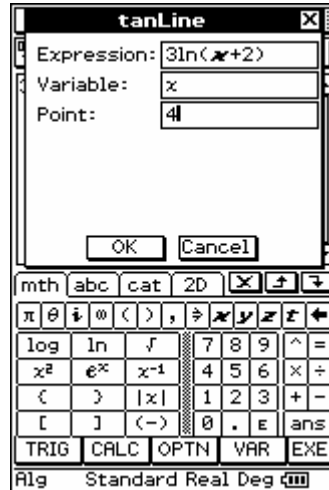 tanLine
Expression: 3ln(x+2)
Variable: x
Point: 4
OK Cancel
mth abc cat 2D
π θ i ∞ ( ) , ⇒ x y z t ←
log ln √ 7 8 9 ^ =
x² eˣ x⁻¹ 4 5 6 × ÷
{ } |x| 1 2 3 + −
[ ] (−) 0 . E ans
TRIG CALC OPTN VAR EXE
Alg Standard Real Deg